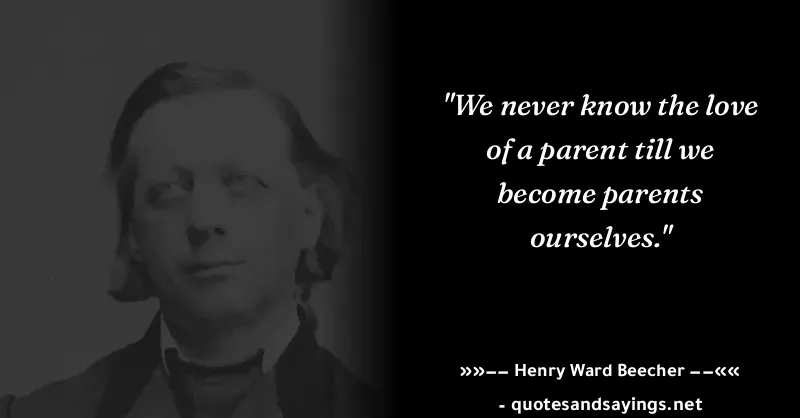 "We never know the love
of a parent till we
become parents
ourselves."
»»−− Henry Ward Beecher −−««
- quotesandsayings.net